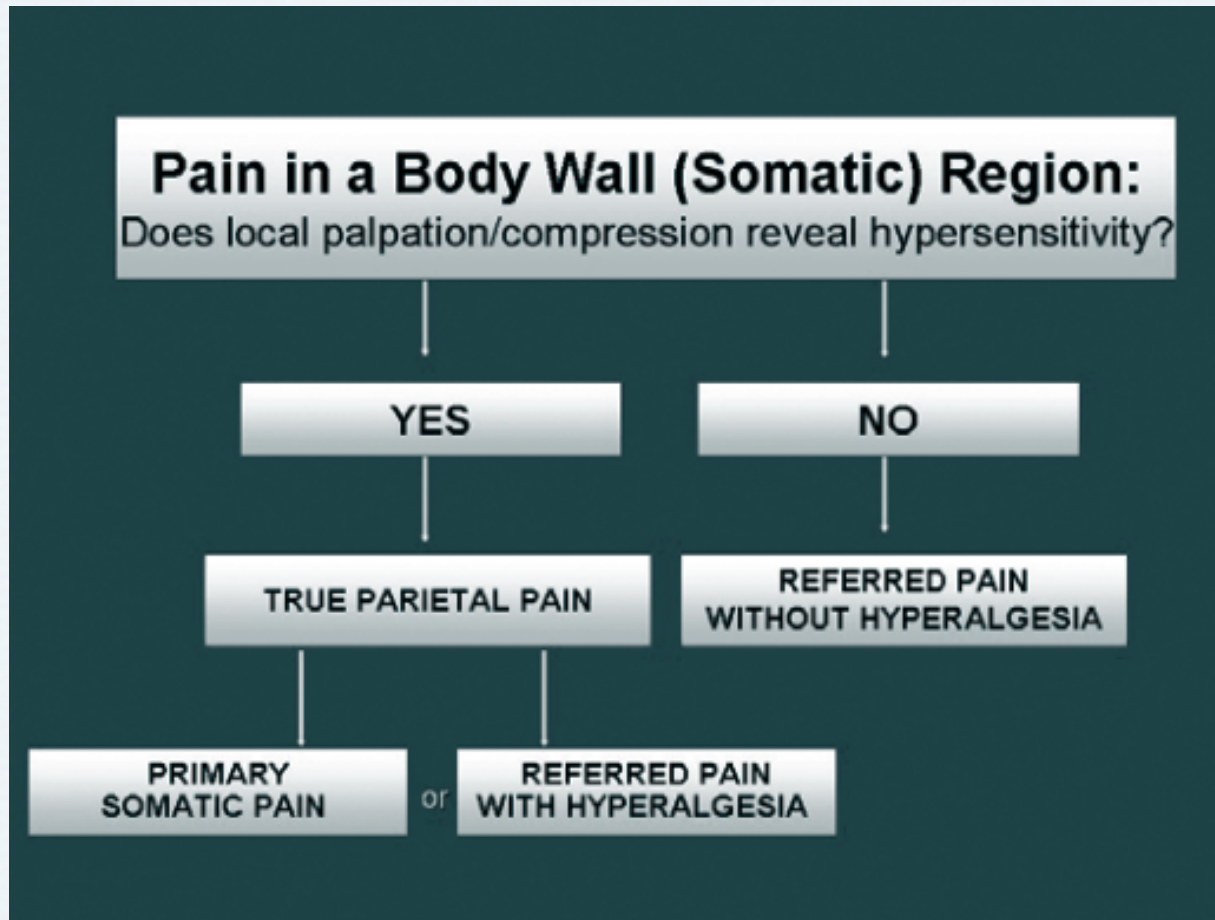 Pain in a Body Wall (Somatic) Region:
Does local palpation/compression reveal hypersensitivity?
YES
NO
TRUE PARIETAL PAIN
REFERRED PAIN
WITHOUT HYPERALGESIA
PRIMARY
SOMATIC PAIN
or
REFERRED PAIN
WITH HYPERALGESIA